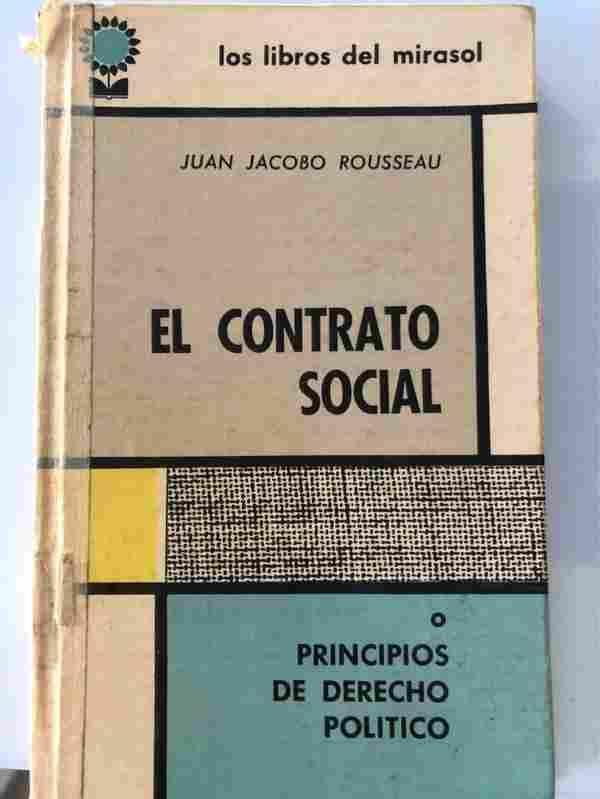 los libros del mirasol
JUAN JACOBO ROUSSEAU
EL CONTRATO
SOCIAL
o
PRINCIPIOS
DE DERECHO
POLITICO